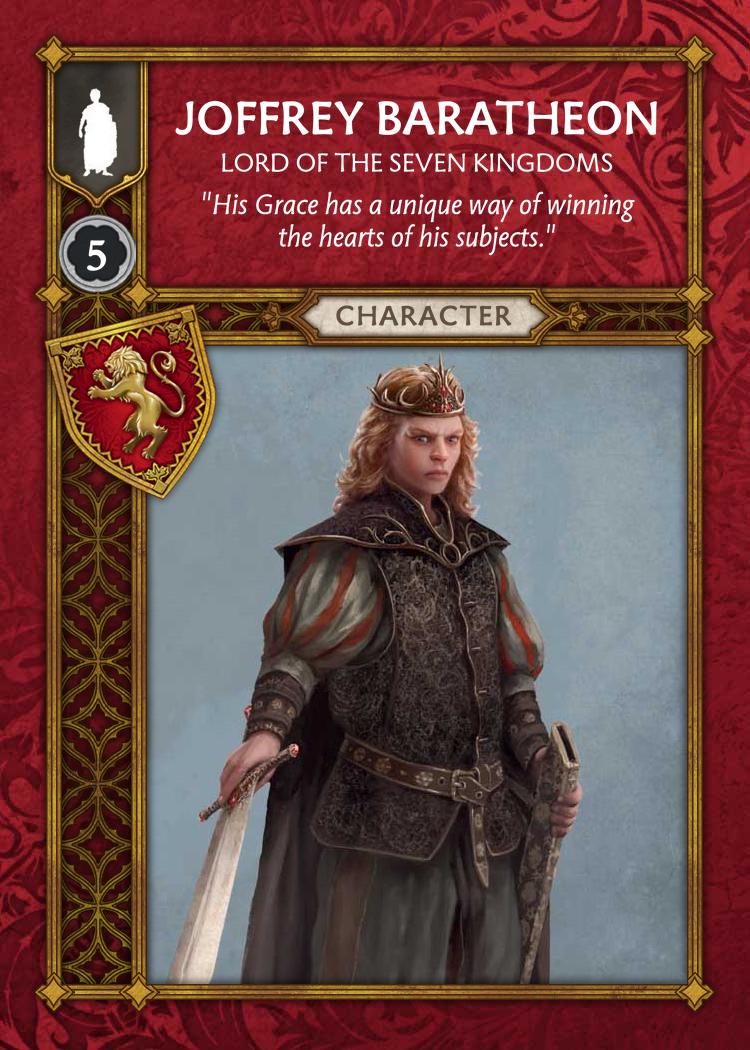 JOFFREY BARATHEON
LORD OF THE SEVEN KINGDOMS
"His Grace has a unique way of winning
the hearts of his subjects."
5
CHARACTER